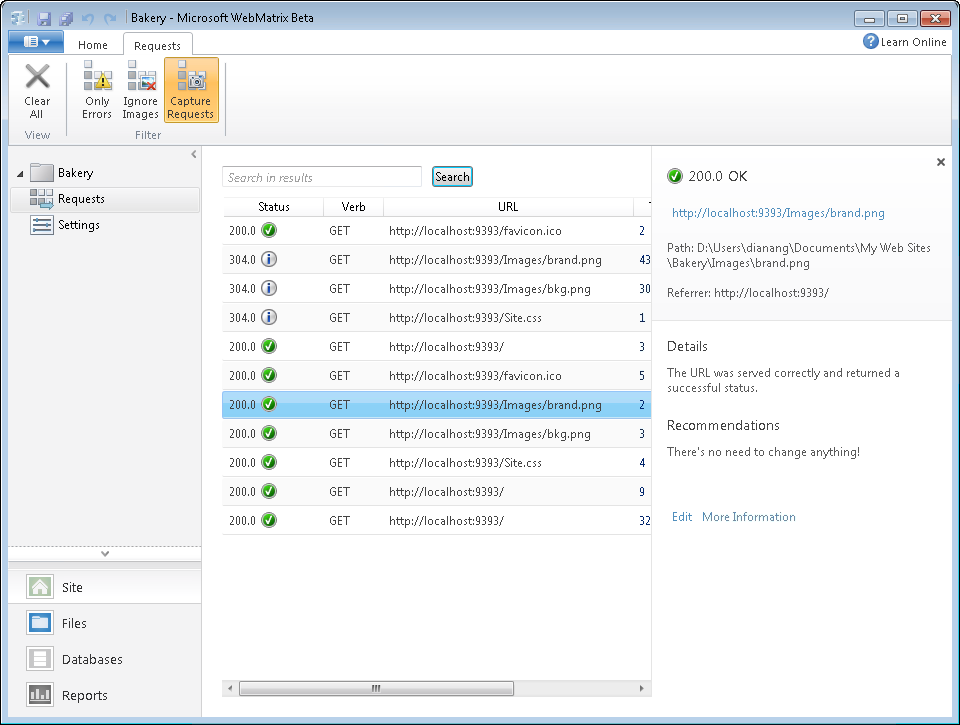 Bakery - Microsoft WebMatrix Beta
Home
Requests
Learn Online
Clear All
Only Errors
Ignore Images
Capture Requests
View
Filter
Bakery
Requests
Settings
Search in results
Search
Status Verb URL
200.0 GET http://localhost:9393/favicon.ico 2
304.0 GET http://localhost:9393/Images/brand.png 43
304.0 GET http://localhost:9393/Images/bkg.png 30
304.0 GET http://localhost:9393/Site.css 1
200.0 GET http://localhost:9393/ 3
200.0 GET http://localhost:9393/favicon.ico 5
200.0 GET http://localhost:9393/Images/brand.png 2
200.0 GET http://localhost:9393/Images/bkg.png 3
200.0 GET http://localhost:9393/Site.css 4
200.0 GET http://localhost:9393/ 9
200.0 GET http://localhost:9393/ 32
200.0 OK
http://localhost:9393/Images/brand.png
Path: D:\Users\dianang\Documents\My Web Sites
\Bakery\Images\brand.png
Referrer: http://localhost:9393/
Details
The URL was served correctly and returned a
successful status.
Recommendations
There's no need to change anything!
Edit More Information
Site
Files
Databases
Reports